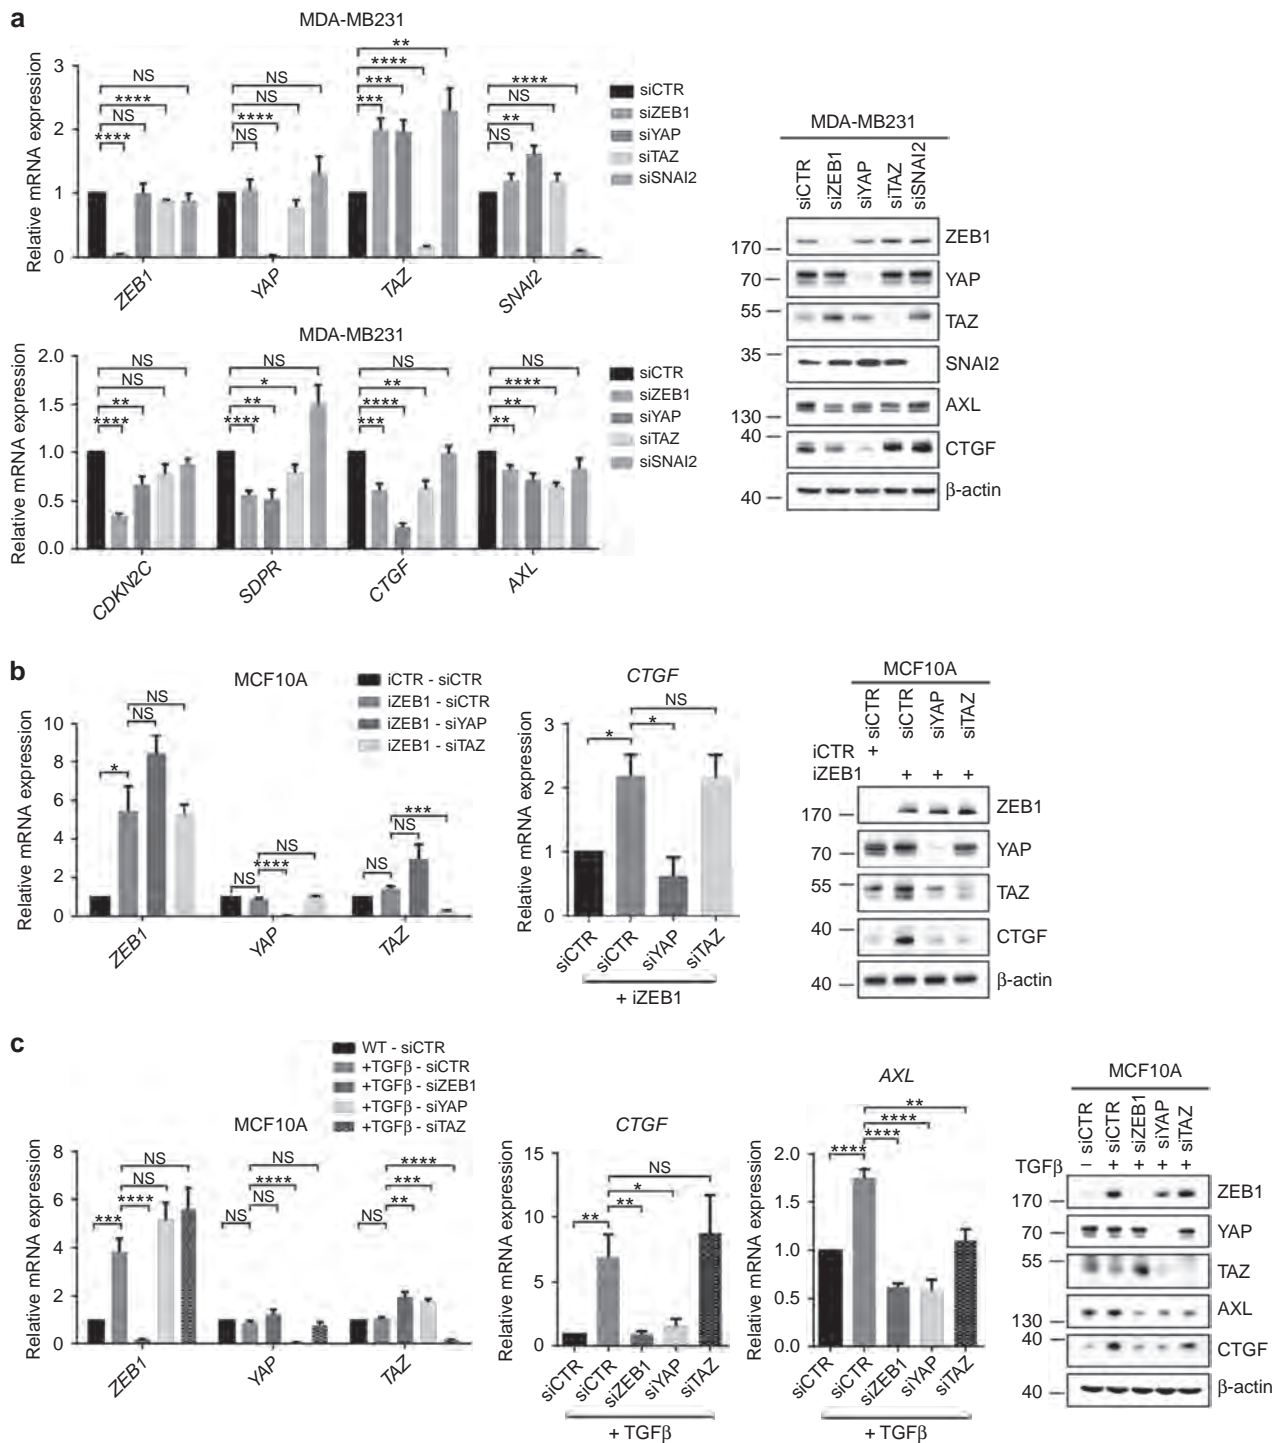 a
MDA-MB231
Relative mRNA expression
3
2
1
0
NS
****
NS
****
NS
NS
****
NS
**
****
***
***
****
NS
**
NS
ZEB1
YAP
TAZ
SNAI2
siCTR
siZEB1
siYAP
siTAZ
siSNAI2
MDA-MB231
Relative mRNA expression
2.0
1.5
1.0
0.5
0.0
NS
NS
**
****
NS
*
**
****
NS
**
****
***
NS
****
**
**
CDKN2C
SDPR
CTGF
AXL
siCTR
siZEB1
siYAP
siTAZ
siSNAI2
MDA-MB231
siCTR
siZEB1
siYAP
siTAZ
siSNAI2
170
ZEB1
70
YAP
55
TAZ
35
SNAI2
130
AXL
40
CTGF
40
β-actin
b
MCF10A
iCTR - siCTR
iZEB1 - siCTR
iZEB1 - siYAP
iZEB1 - siTAZ
Relative mRNA expression
10
8
6
4
2
0
NS
NS
*
NS
****
NS
***
NS
NS
ZEB1
YAP
TAZ
CTGF
Relative mRNA expression
3
2
1
0
NS
*
*
siCTR
siCTR
siYAP
siTAZ
+ iZEB1
MCF10A
siCTR
siCTR
siYAP
siTAZ
iCTR +
iZEB1 + + +
170
ZEB1
70
YAP
55
TAZ
40
CTGF
40
β-actin
c
WT - siCTR
+TGFβ - siCTR
+TGFβ - siZEB1
+TGFβ - siYAP
+TGFβ - siTAZ
MCF10A
Relative mRNA expression
8
6
4
2
0
NS
NS
****
***
NS
****
NS
NS
****
***
**
NS
ZEB1
YAP
TAZ
CTGF
Relative mRNA expression
15
10
5
0
NS
*
**
**
siCTR
siCTR
siZEB1
siYAP
siTAZ
+ TGFβ
AXL
Relative mRNA expression
2.0
1.5
1.0
0.5
0.0
**
****
****
****
siCTR
siCTR
siZEB1
siYAP
siTAZ
+ TGFβ
MCF10A
siCTR
siCTR
siZEB1
siYAP
siTAZ
TGFβ – + + + +
170
ZEB1
70
YAP
55
TAZ
130
AXL
40
CTGF
40
β-actin